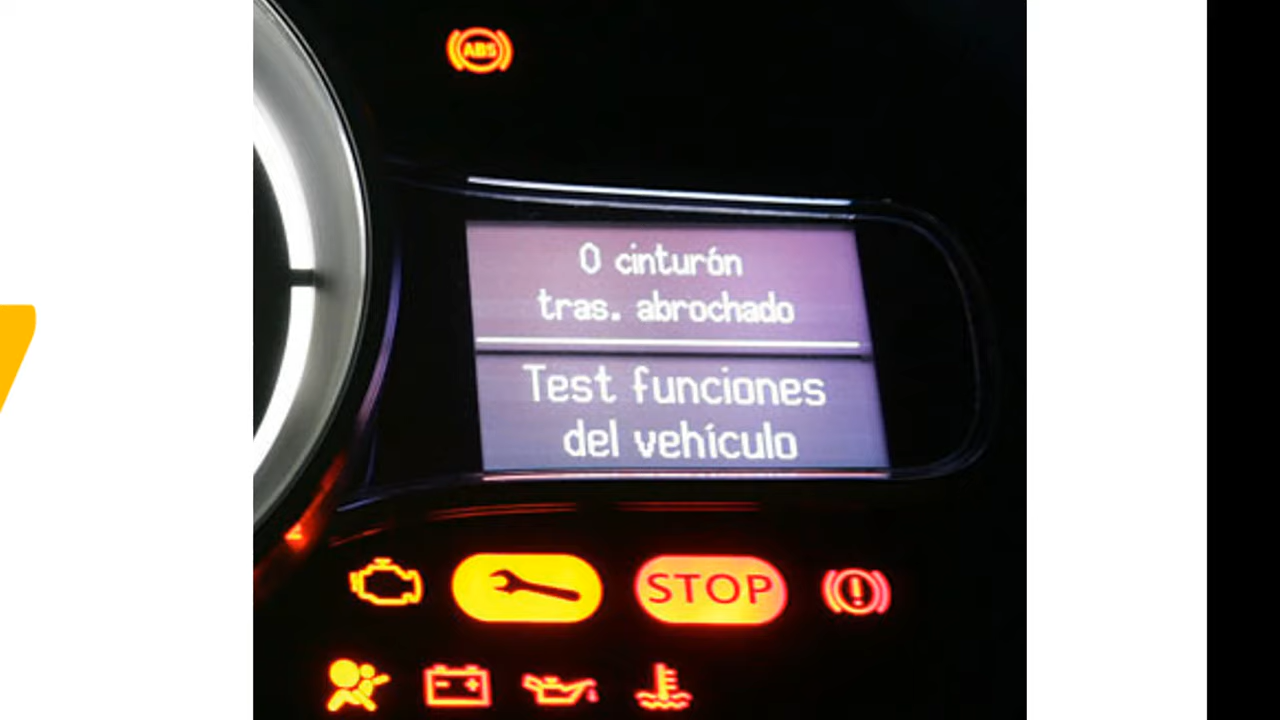 ABS
0 cinturón
tras. abrochado
Test funciones
del vehículo
STOP